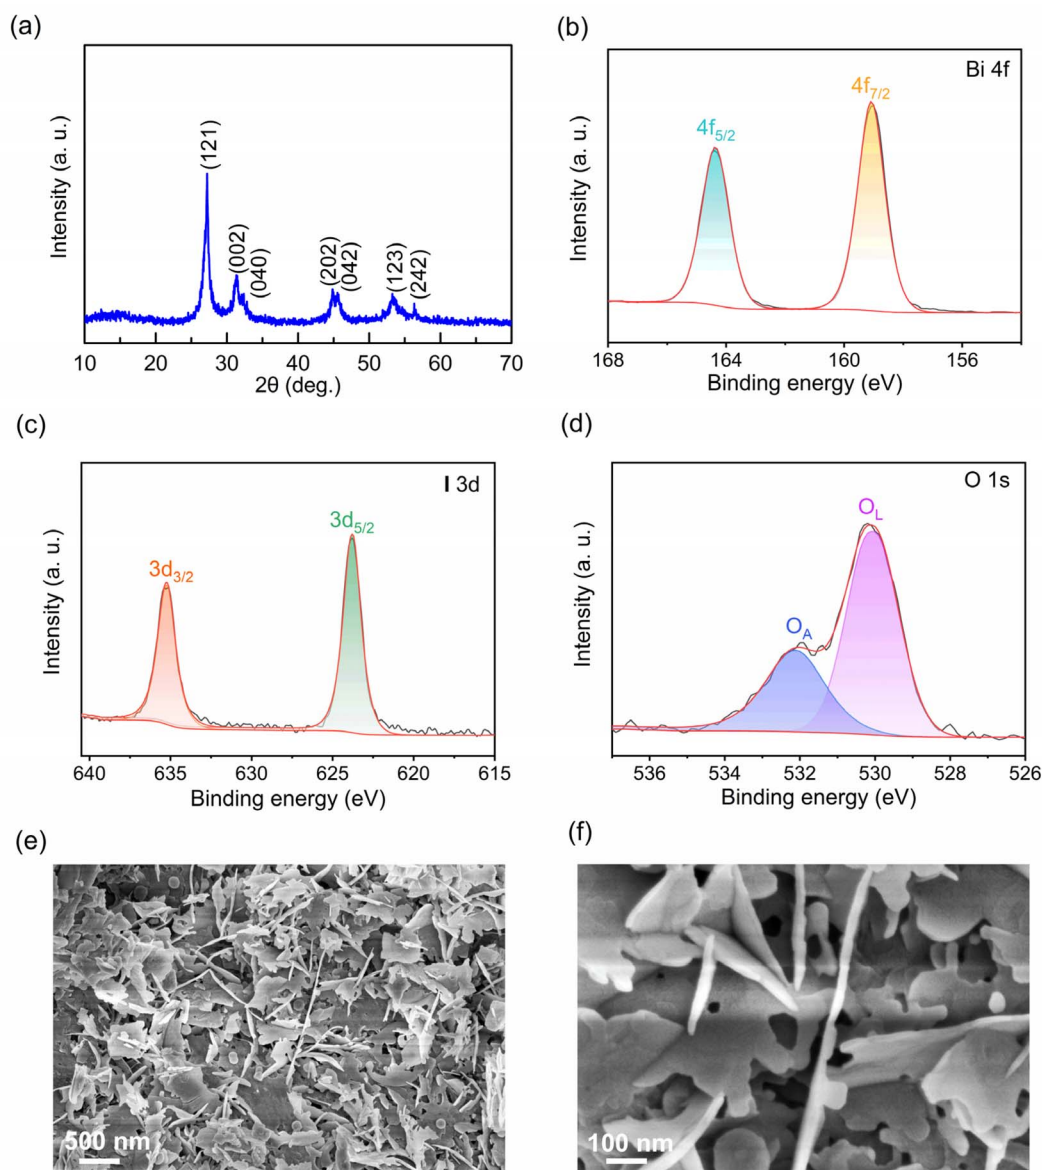 (a)
Intensity (a. u.)
(121)
(002)
(040)
(202)
(042)
(123)
(242)
10 20 30 40 50 60 70
2θ (deg.)
(b)
Intensity (a. u.)
Bi 4f
4f5/2
4f7/2
168 164 160 156
Binding energy (eV)
(c)
Intensity (a. u.)
I 3d
3d3/2
3d5/2
640 635 630 625 620 615
Binding energy (eV)
(d)
Intensity (a. u.)
O 1s
OL
OA
536 534 532 530 528 526
Binding energy (eV)
(e)
500 nm
(f)
100 nm